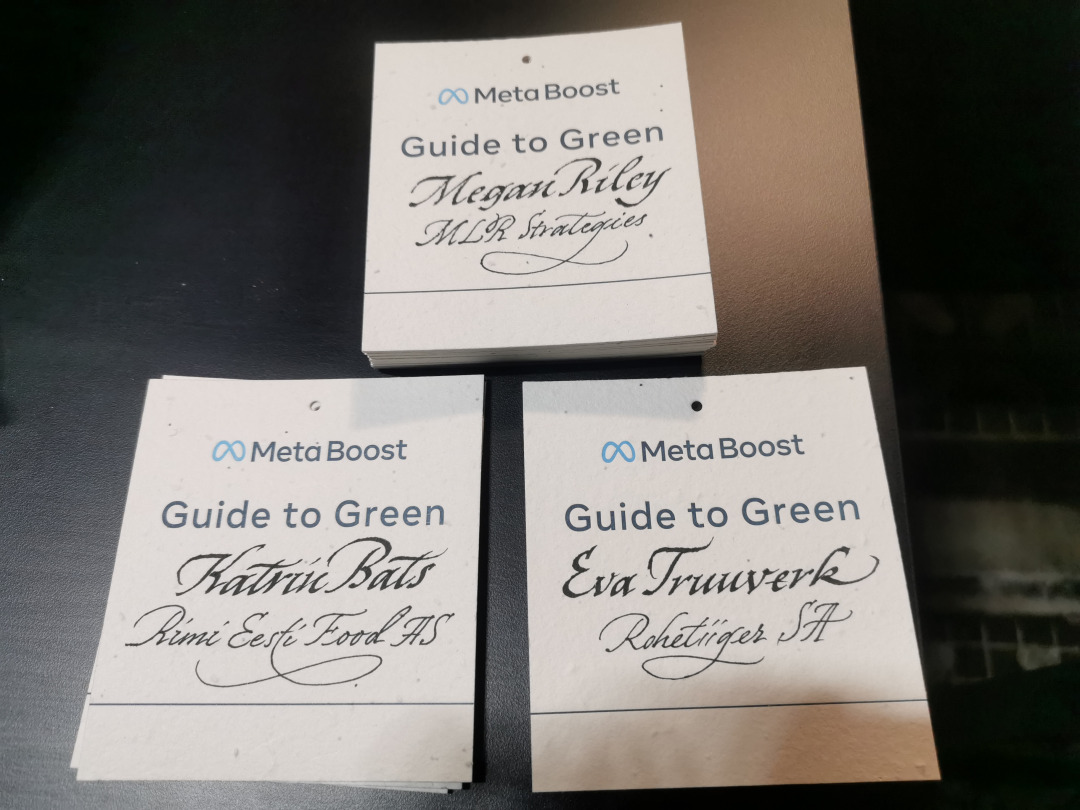 Meta Boost
Guide to Green
Megan Riley
MLR Strategies
Meta Boost
Guide to Green
Katriin Bats
Rimi Eesti Food AS
Meta Boost
Guide to Green
Eva Truuverk
Rohetiiger SA